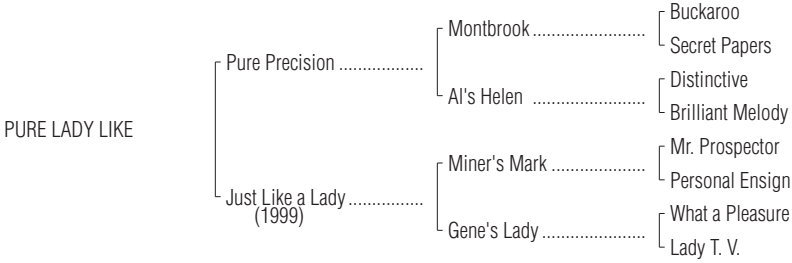 Buckaroo
Montbrook ........................
Secret Papers
Pure Precision ..................
Distinctive
Al's Helen ........................
Brilliant Melody
PURE LADY LIKE
Mr. Prospector
Miner's Mark ....................
Personal Ensign
Just Like a Lady ................
(1999)
What a Pleasure
Gene's Lady ......................
Lady T. V.